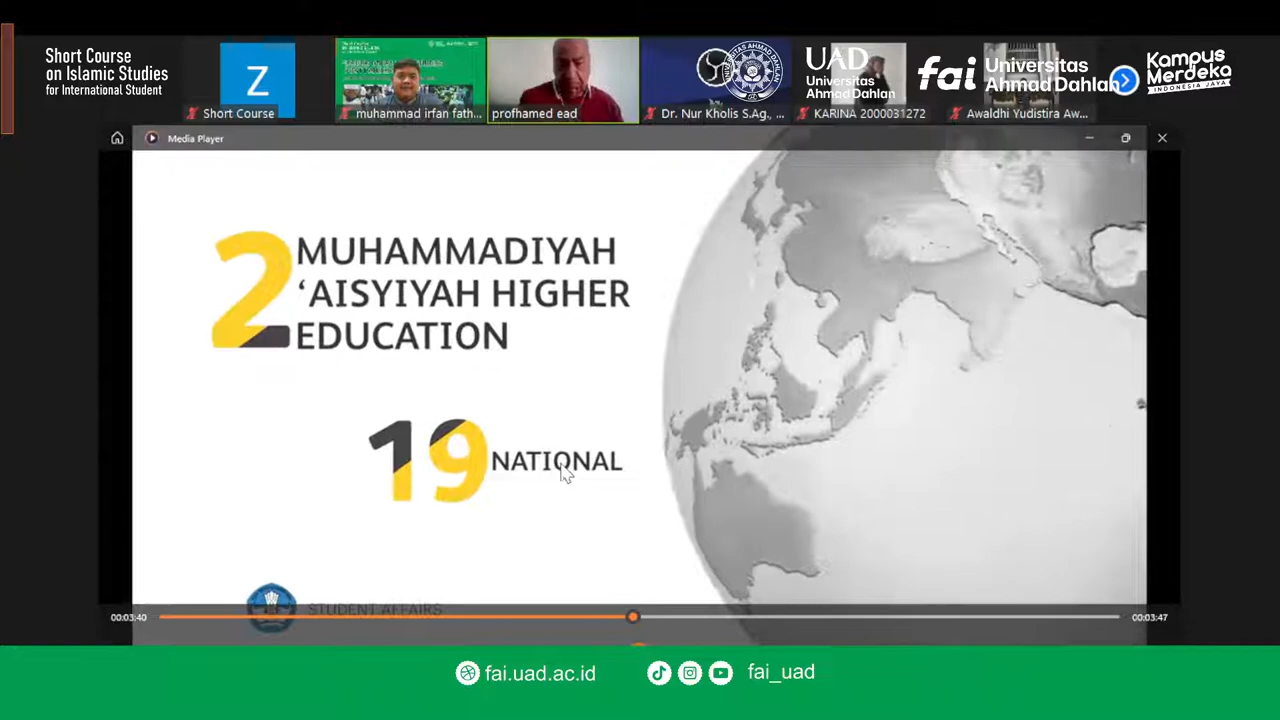 Short Course
on Islamic Studies
for International Student
Z
Short Course
muhammad irfan fath...
profhamed ead
Dr. Nur Kholis S.Ag., ...
KARINA 2000031272
Awaldhi Yudistira Aw...
UAD
Universitas
Ahmad Dahlan
fai
Universitas
Ahmad Dahlan
Kampus
Merdeka
INDONESIA JAYA
Media Player
2 MUHAMMADIYAH
‘AISYIYAH HIGHER
EDUCATION
19 NATIONAL
STUDENT AFFAIRS
00:03:40
00:03:47
fai.uad.ac.id
fai_uad